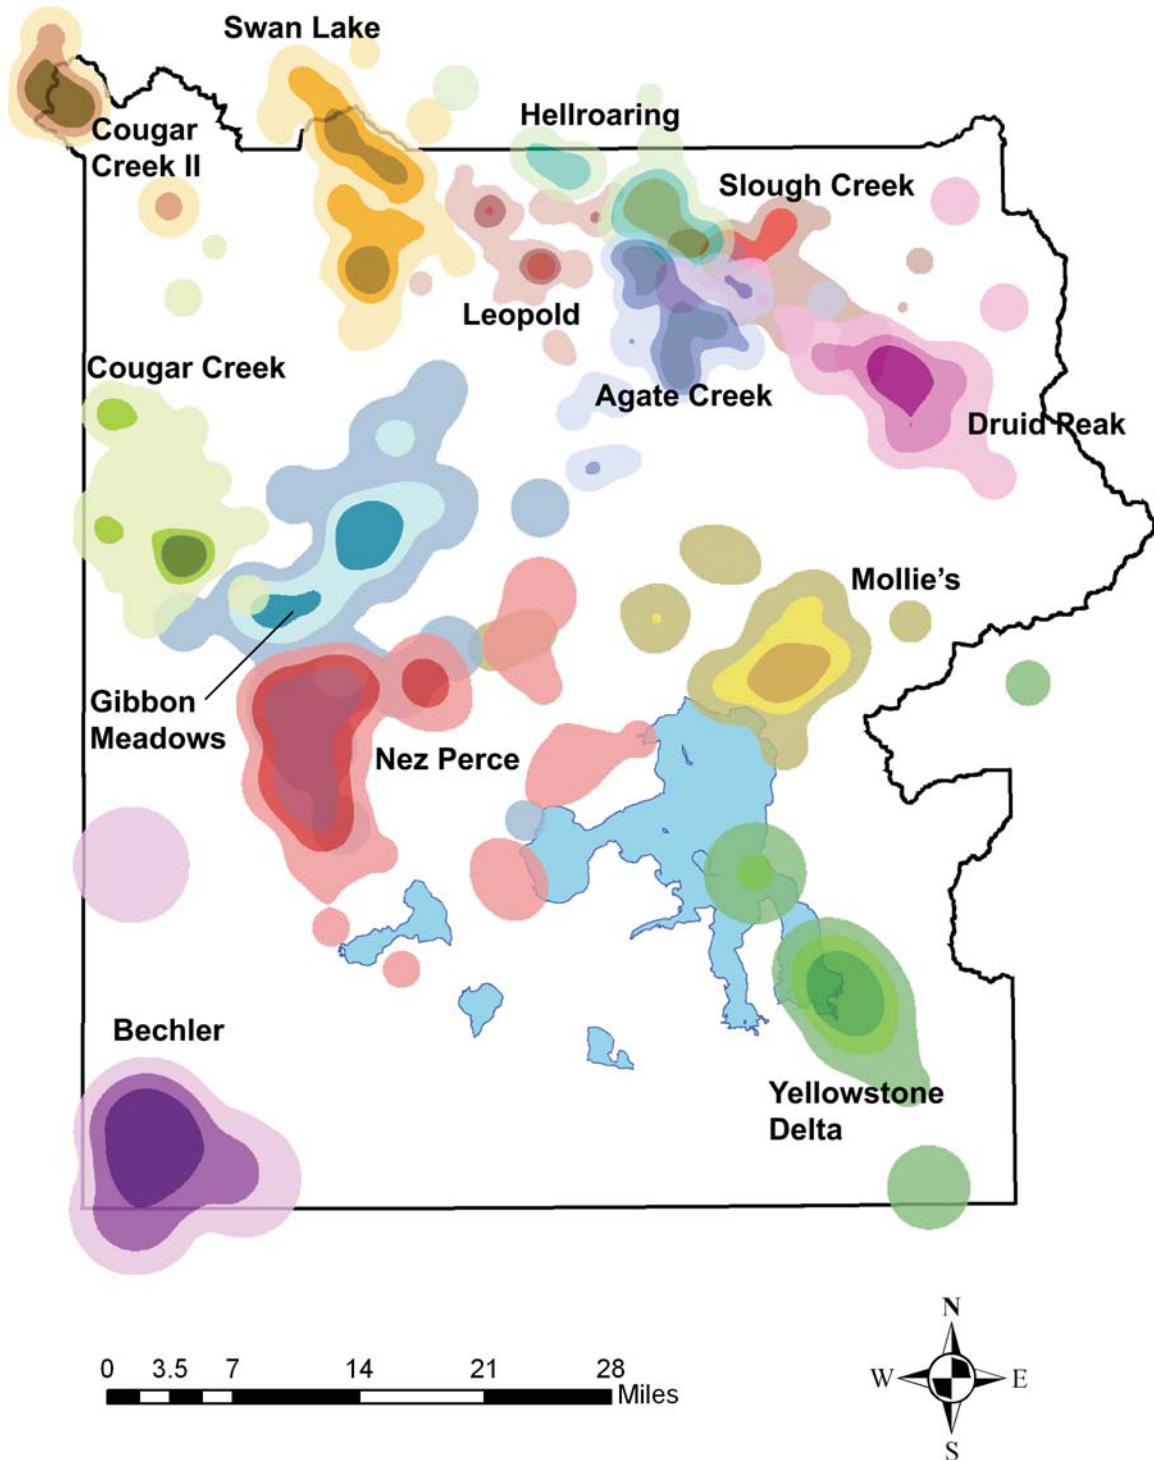 Swan Lake
Hellroaring
Cougar
Creek II
Slough Creek
Leopold
Cougar Creek
Agate Creek
Druid Peak
Mollie's
Gibbon
Meadows
Nez Perce
Bechler
Yellowstone
Delta
N
W E
S
0 3.5 7 14 21 28
Miles